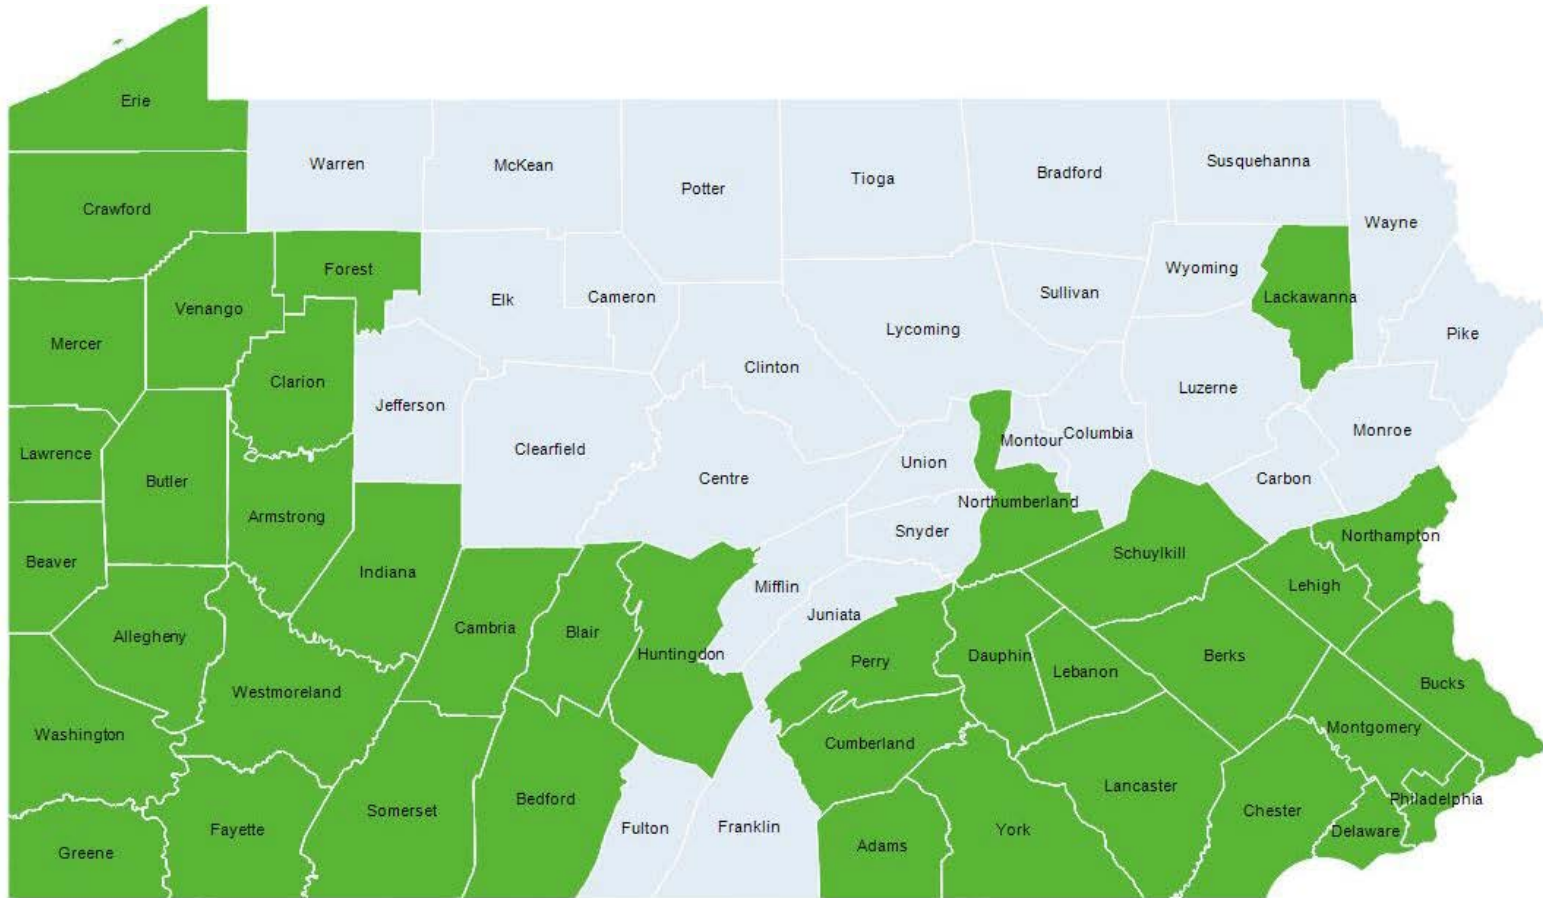 Erie
Warren
McKean
Potter
Tioga
Bradford
Susquehanna
Crawford
Wayne
Forest
Venango
Elk
Cameron
Sullivan
Wyoming
Lackawanna
Mercer
Lycoming
Pike
Clarion
Clinton
Luzerne
Jefferson
Lawrence
Clearfield
Butler
Centre
Union
Montour
Columbia
Monroe
Carbon
Armstrong
Northumberland
Snyder
Beaver
Indiana
Mifflin
Schuylkill
Northampton
Lehigh
Allegheny
Cambria
Blair
Juniata
Huntingdon
Perry
Dauphin
Lebanon
Berks
Bucks
Westmoreland
Washington
Cumberland
Montgomery
Lancaster
Philadelphia
Somerset
Bedford
Chester
Fayette
Fulton
Franklin
York
Delaware
Greene
Adams